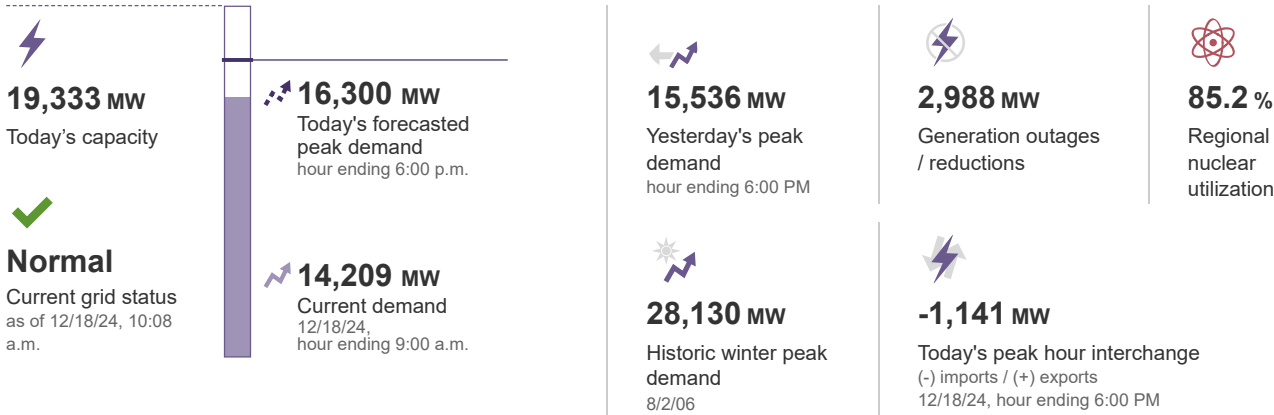 19,333 MW
Today's capacity
Normal
Current grid status
as of 12/18/24, 10:08
a.m.
16,300 MW
Today's forecasted
peak demand
hour ending 6:00 p.m.
14,209 MW
Current demand
12/18/24,
hour ending 9:00 a.m.
15,536 MW
Yesterday's peak
demand
hour ending 6:00 PM
2,988 MW
Generation outages
/ reductions
85.2 %
Regional
nuclear
utilization
28,130 MW
Historic winter peak
demand
8/2/06
-1,141 MW
Today's peak hour interchange
(-) imports / (+) exports
12/18/24, hour ending 6:00 PM